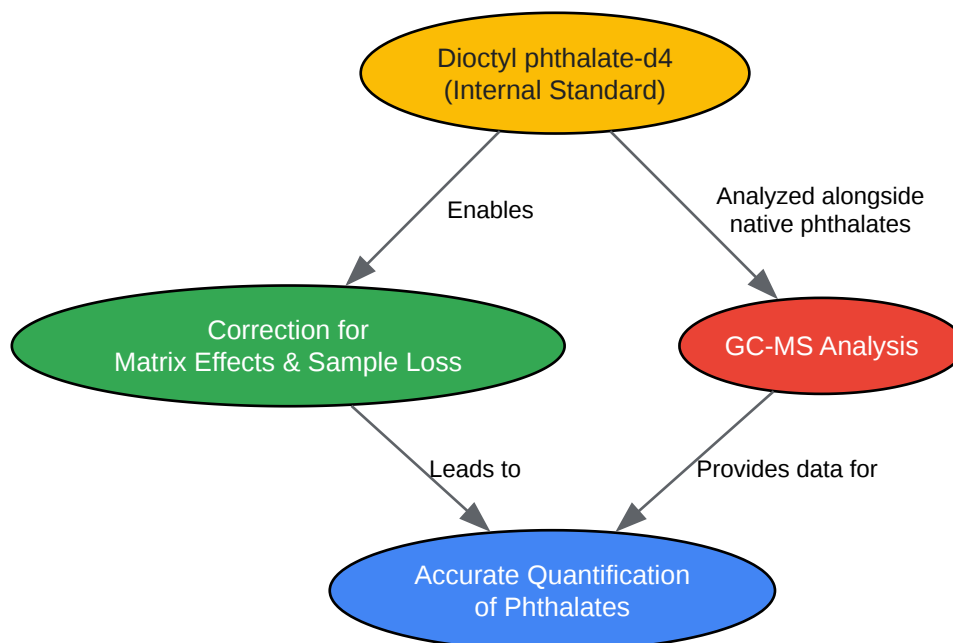 Dioctyl phthalate-d4
(Internal Standard)
Enables
Analyzed alongside
native phthalates
Correction for
Matrix Effects & Sample Loss
GC-MS Analysis
Leads to
Provides data for
Accurate Quantification
of Phthalates